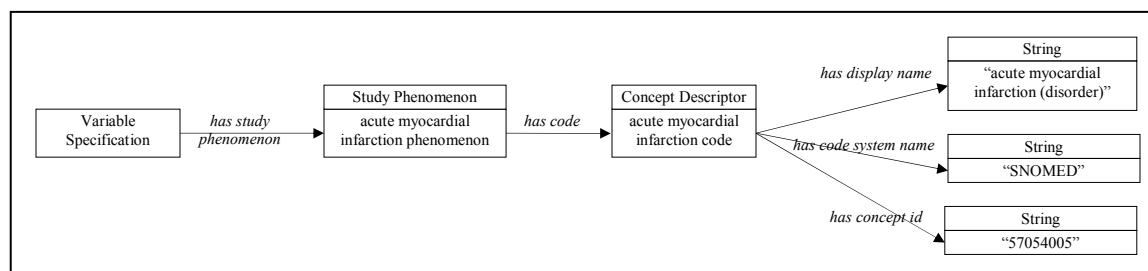 Variable
Specification
has study
phenomenon
Study Phenomenon
acute myocardial
infarction phenomenon
has code
Concept Descriptor
acute myocardial
infarction code
has display name
String
“acute myocardial
infarction (disorder)”
has code system name
String
“SNOMED”
has concept id
String
“57054005”